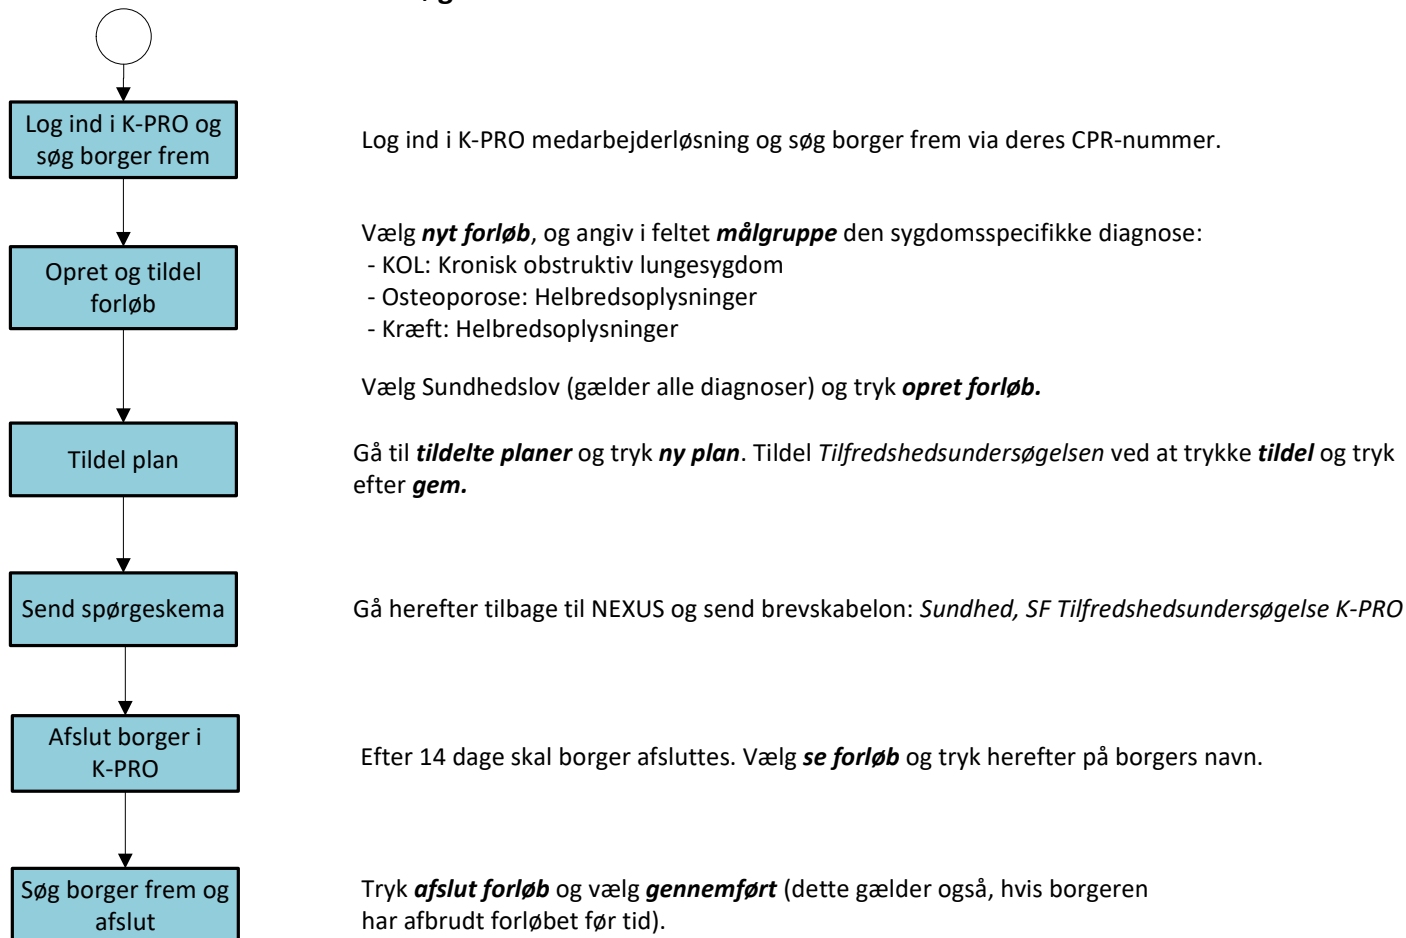 Log ind i K-PRO og
søg borger frem
Log ind i K-PRO medarbejderløsning og søg borger frem via deres CPR-nummer.
Opret og tildel
forløb
Vælg nyt forløb, og angiv i feltet målgruppe den sygdomsspecifikke diagnose:
- KOL: Kronisk obstruktiv lungesygdom
- Osteoporose: Helbredsoplysninger
- Kræft: Helbredsoplysninger
Vælg Sundhedslov (gælder alle diagnoser) og tryk opret forløb.
Tildel plan
Gå til tildelte planer og tryk ny plan. Tildel Tilfredshedsundersøgelsen ved at trykke tildel og tryk
efter gem.
Send spørgeskema
Gå herefter tilbage til NEXUS og send brevskabelon: Sundhed, SF Tilfredshedsundersøgelse K-PRO
Afslut borger i
K-PRO
Efter 14 dage skal borger afsluttes. Vælg se forløb og tryk herefter på borgers navn.
Søg borger frem og
afslut
Tryk afslut forløb og vælg gennemført (dette gælder også, hvis borgeren
har afbrudt forløbet før tid).